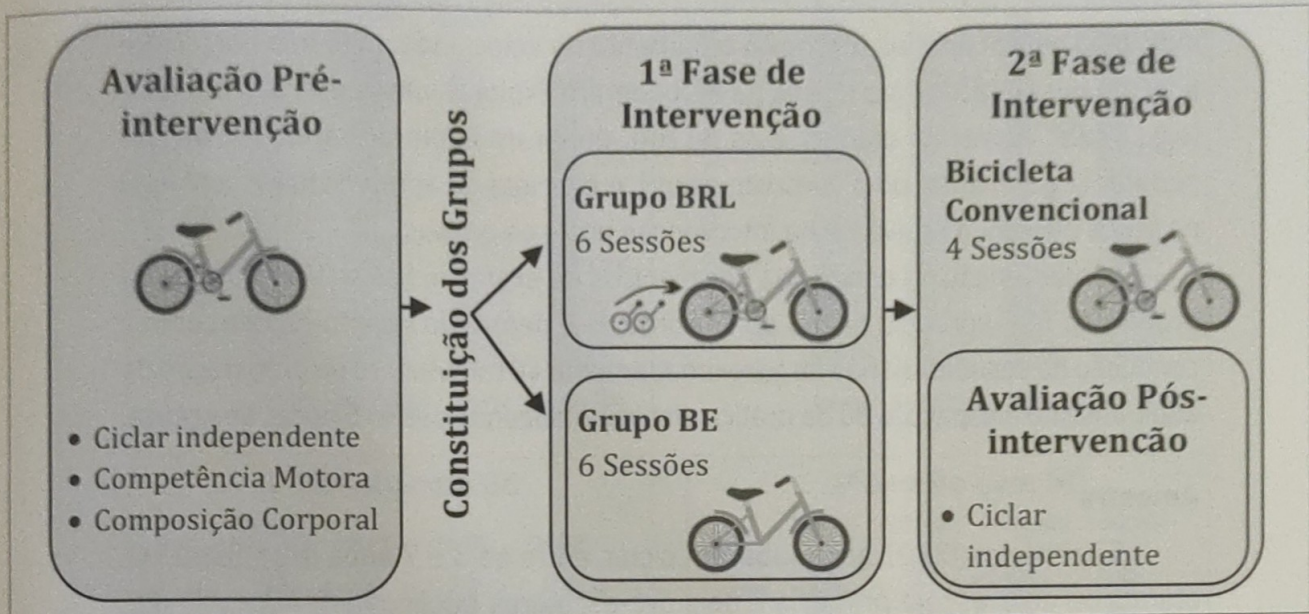 Avaliação Pré-
intervenção
• Ciclar independente
• Competência Motora
• Composição Corporal
Constituição dos Grupos
1ª Fase de
Intervenção
Grupo BRL
6 Sessões
Grupo BE
6 Sessões
2ª Fase de
Intervenção
Bicicleta
Convencional
4 Sessões
Avaliação Pós-
intervenção
• Ciclar
independente